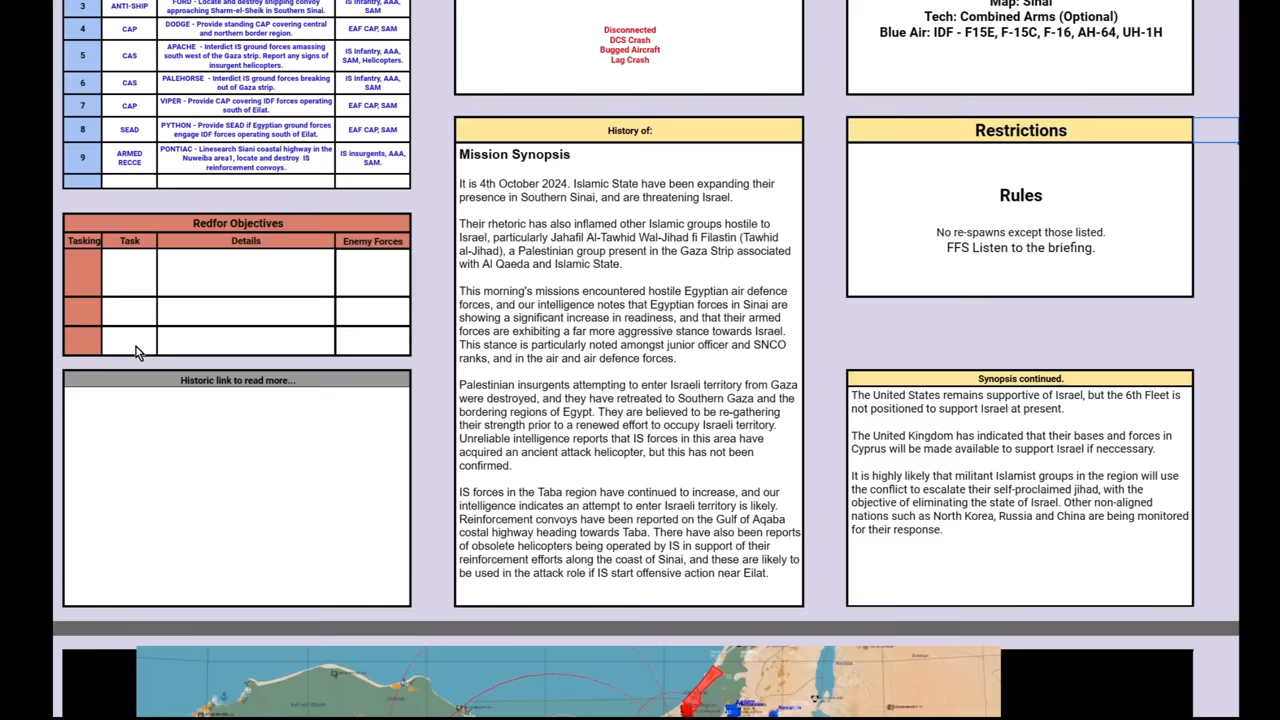 3
ANTI-SHIP
FORD - Locate and destroy shipping convoy
approaching Sharm-el-Sheik in Southern Sinai.
IS Infantry, AAA,
SAM
4
CAP
DODGE - Provide standing CAP covering central
and northern border region.
EAF CAP, SAM
5
CAS
APACHE - Interdict IS ground forces amassing
south west of the Gaza strip. Report any signs of
insurgent helicopters.
IS Infantry, AAA,
SAM, Helicopters.
6
CAS
PALEHORSE - Interdict IS ground forces breaking
out of Gaza strip.
IS Infantry, AAA,
SAM
7
CAP
VIPER - Provide CAP covering IDF forces operating
south of Eilat.
EAF CAP, SAM
8
SEAD
PYTHON - Provide SEAD if Egyptian ground forces
engage IDF forces operating south of Eilat.
EAF CAP, SAM
9
ARMED
RECCE
PONTIAC - Linesearch Siani coastal highway in the
Nuweiba area1, locate and destroy IS
reinforcement convoys.
IS insurgents, AAA,
SAM.
Redfor Objectives
Tasking
Task
Details
Enemy Forces
Historic link to read more...
Disconnected
DCS Crash
Bugged Aircraft
Lag Crash
History of:
Mission Synopsis
It is 4th October 2024. Islamic State have been expanding their
presence in Southern Sinai, and are threatening Israel.
Their rhetoric has also inflamed other Islamic groups hostile to
Israel, particularly Jahafil Al-Tawhid Wal-Jihad fi Filastin (Tawhid
al-Jihad), a Palestinian group present in the Gaza Strip associated
with Al Qaeda and Islamic State.
This morning's missions encountered hostile Egyptian air defence
forces, and our intelligence notes that Egyptian forces in Sinai are
showing a significant increase in readiness, and that their armed
forces are exhibiting a far more aggressive stance towards Israel.
This stance is particularly noted amongst junior officer and SNCO
ranks, and in the air and air defence forces.
Palestinian insurgents attempting to enter Israeli territory from Gaza
were destroyed, and they have retreated to Southern Gaza and the
bordering regions of Egypt. They are believed to be re-gathering
their strength prior to a renewed effort to occupy Israeli territory.
Unreliable intelligence reports that IS forces in this area have
acquired an ancient attack helicopter, but this has not been
confirmed.
IS forces in the Taba region have continued to increase, and our
intelligence indicates an attempt to enter Israeli territory is likely.
Reinforcement convoys have been reported on the Gulf of Aqaba
costal highway heading towards Taba. There have also been reports
of obsolete helicopters being operated by IS in support of their
reinforcement efforts along the coast of Sinai, and these are likely to
be used in the attack role if IS start offensive action near Eilat.
Map: Sinai
Tech: Combined Arms (Optional)
Blue Air: IDF - F15E, F-15C, F-16, AH-64, UH-1H
Restrictions
Rules
No re-spawns except those listed.
FFS Listen to the briefing.
Synopsis continued.
The United States remains supportive of Israel, but the 6th Fleet is
not positioned to support Israel at present.
The United Kingdom has indicated that their bases and forces in
Cyprus will be made available to support Israel if neccessary.
It is highly likely that militant Islamist groups in the region will use
the conflict to escalate their self-proclaimed jihad, with the
objective of eliminating the state of Israel. Other non-aligned
nations such as North Korea, Russia and China are being monitored
for their response.